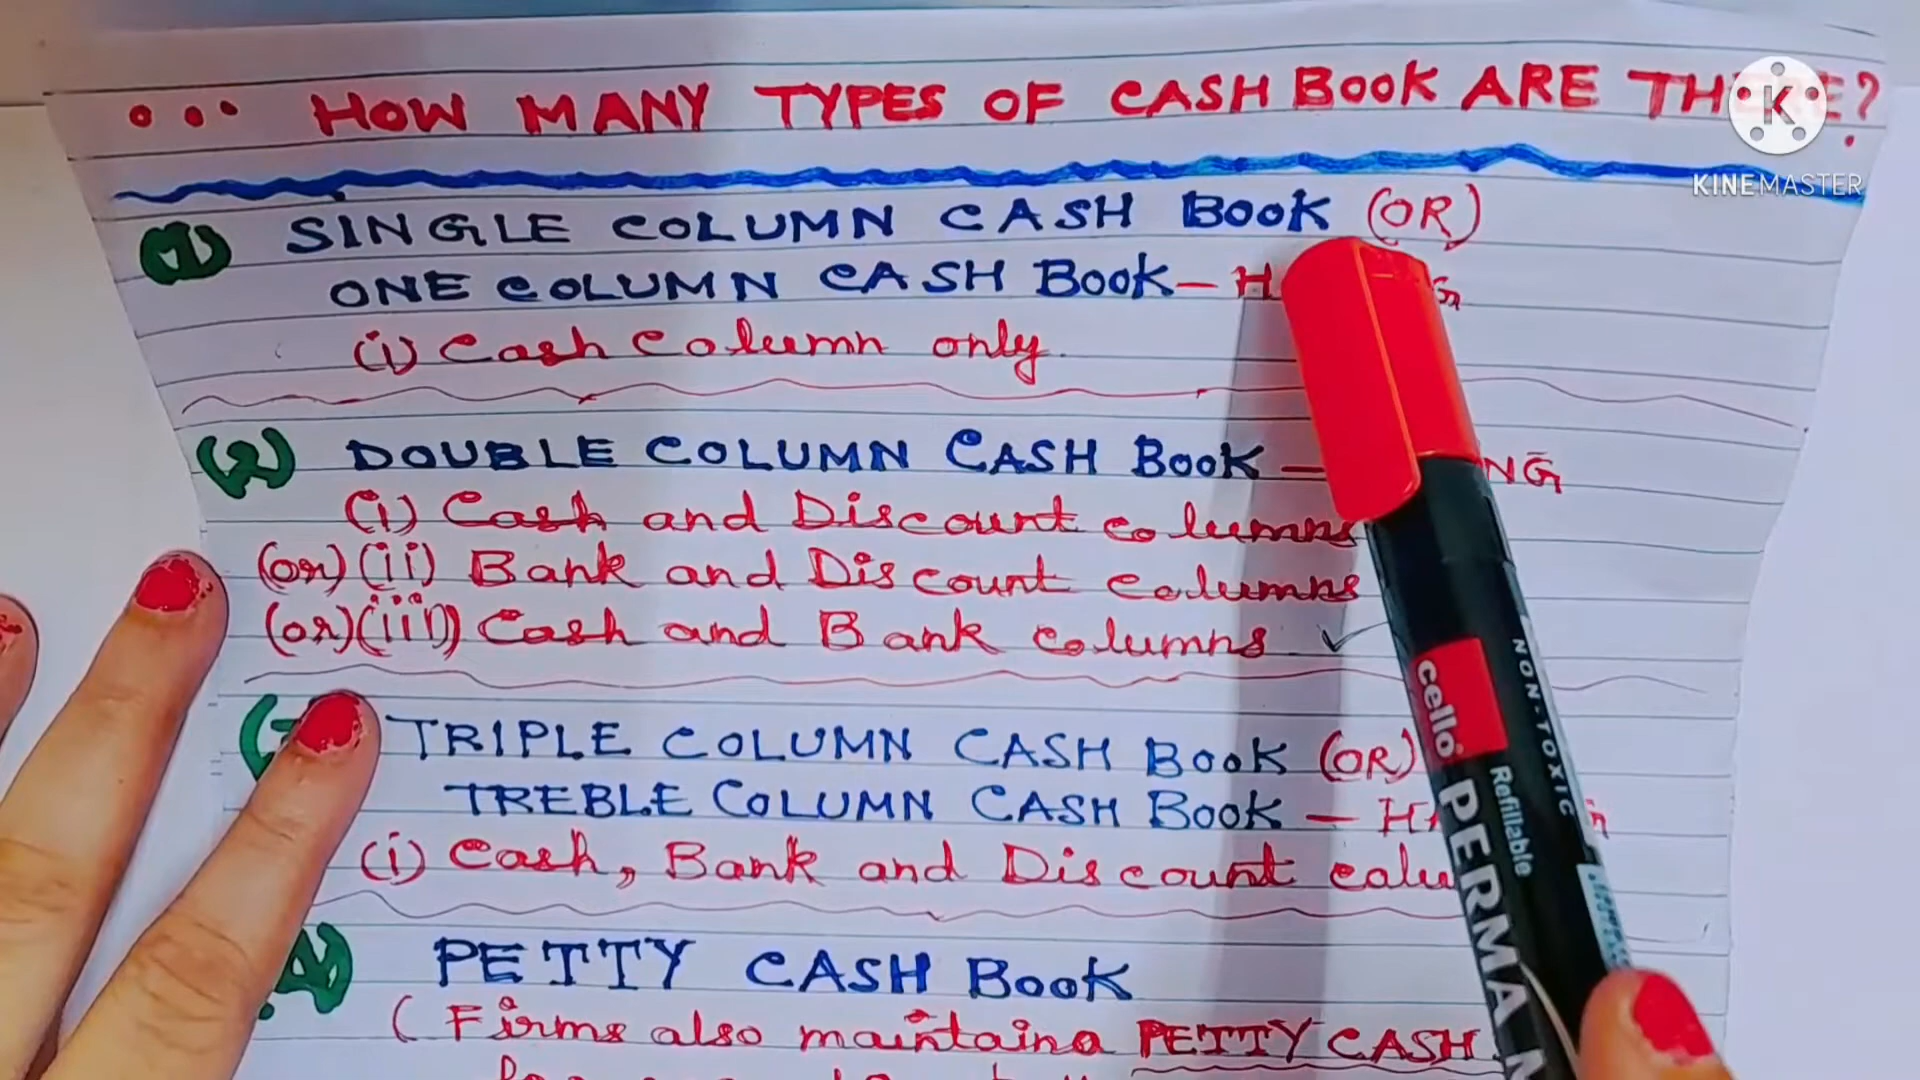 ... HOW MANY TYPES OF CASH BOOK ARE THERE?
KINEMASTER
(1) SINGLE COLUMN CASH BOOK (OR)
ONE COLUMN CASH BOOK -
(i) Cash Column only.
(2) DOUBLE COLUMN CASH BOOK -
(i) Cash and Discount columns
(or) (ii) Bank and Discount columns
(or) (iii) Cash and Bank columns ✓
TRIPLE COLUMN CASH BOOK (OR)
TREBLE COLUMN CASH BOOK -
(i) Cash, Bank and Discount
PETTY CASH BOOK
(Firms also maintain a PETTY CASH
cello
PERMA
Refillable
NON-TOXIC